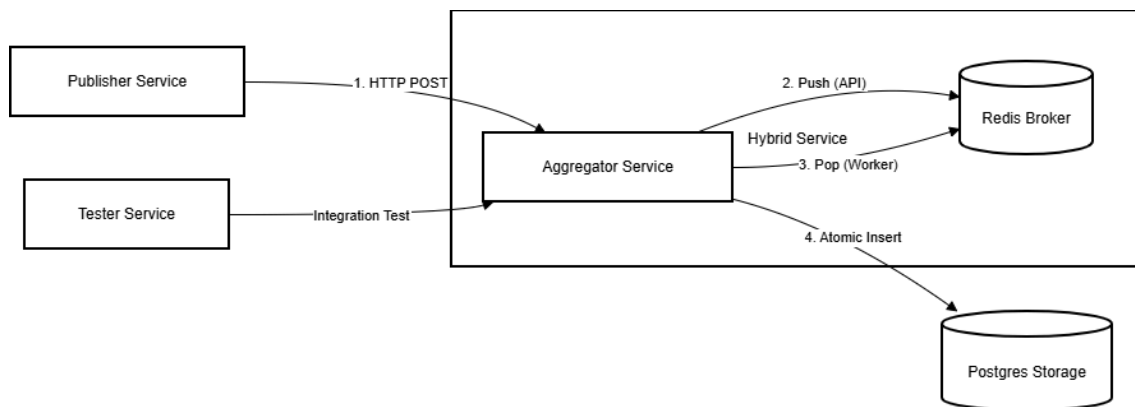 Publisher Service
1. HTTP POST
2. Push (API)
Redis Broker
Hybrid Service
Aggregator Service
3. Pop (Worker)
Tester Service
Integration Test
4. Atomic Insert
Postgres Storage